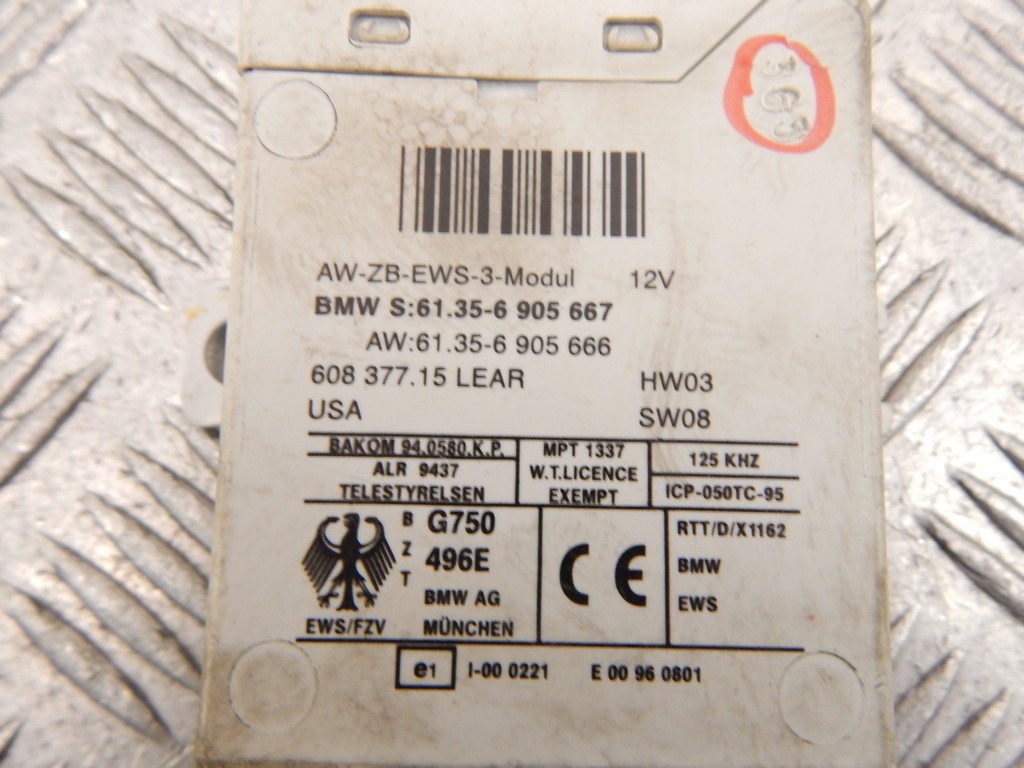 AW-ZB-EWS-3-Modul 12V
BMW S:61.35-6 905 667
AW:61.35-6 905 666
608 377.15 LEAR HW03
USA SW08
BAKOM 94.0580.K.P.
ALR 9437
TELESTYRELSEN
MPT 1337
W.T.LICENCE
EXEMPT
125 KHZ
ICP-050TC-95
BZT
G750
496E
BMW AG
EWS/FZV MÜNCHEN
CE
RTT/D/X1162
BMW
EWS
e1 I-00 0221 E 00 96 0801